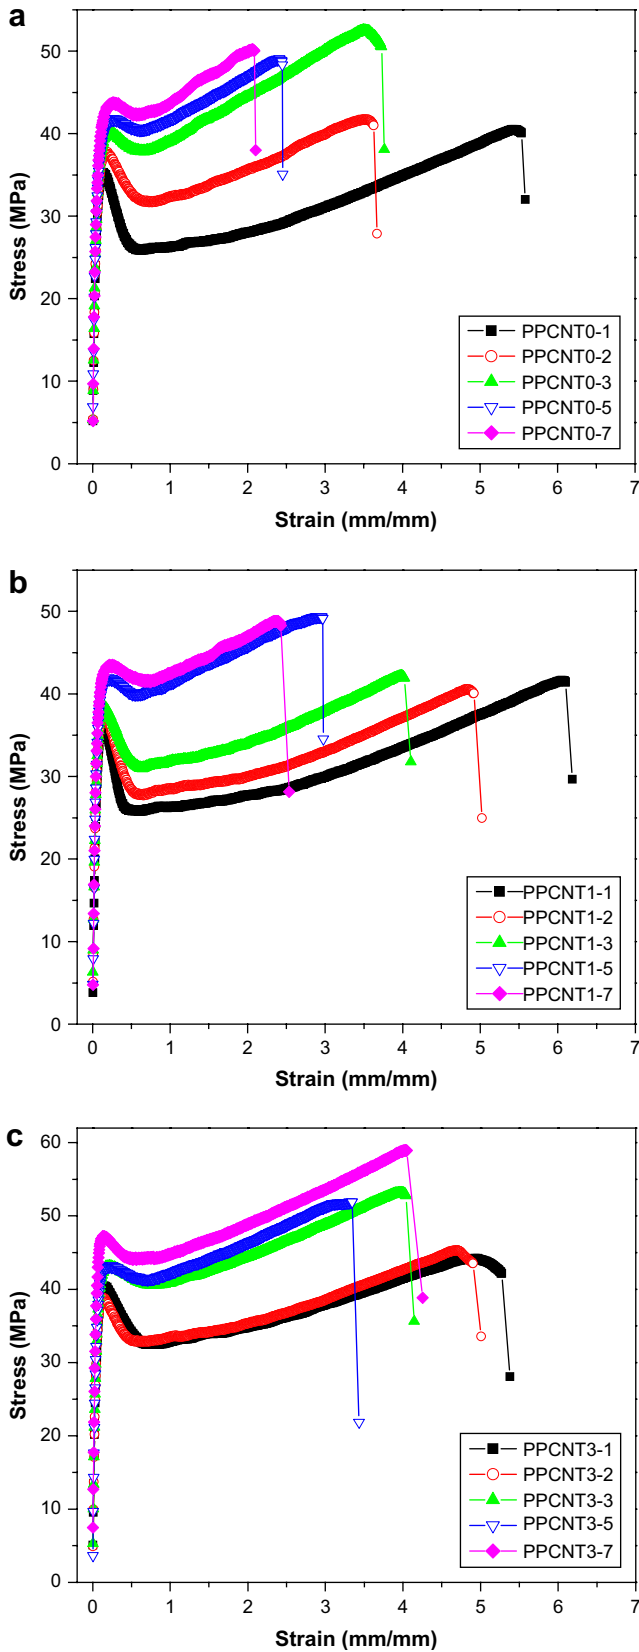 a
50
40
30
20
10
0
Stress (MPa)
PPCNT0-1
PPCNT0-2
PPCNT0-3
PPCNT0-5
PPCNT0-7
0 1 2 3 4 5 6 7
Strain (mm/mm)
b
50
40
30
20
10
0
Stress (MPa)
PPCNT1-1
PPCNT1-2
PPCNT1-3
PPCNT1-5
PPCNT1-7
0 1 2 3 4 5 6 7
Strain (mm/mm)
c
60
50
40
30
20
10
0
Stress (MPa)
PPCNT3-1
PPCNT3-2
PPCNT3-3
PPCNT3-5
PPCNT3-7
0 1 2 3 4 5 6 7
Strain (mm/mm)